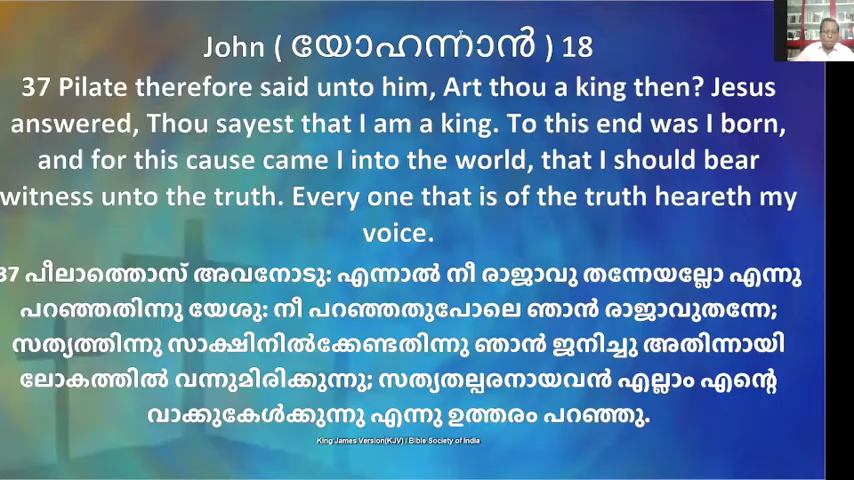 John ( യോഹന്നാൻ ) 18
37 Pilate therefore said unto him, Art thou a king then? Jesus
answered, Thou sayest that I am a king. To this end was I born,
and for this cause came I into the world, that I should bear
witness unto the truth. Every one that is of the truth heareth my
voice.
37 പീലാത്തൊസ് അവനോടു: എന്നാൽ നീ രാജാവു തന്നേയല്ലോ എന്നു
പറഞ്ഞതിന്നു യേശു: നീ പറഞ്ഞതുപോലെ ഞാൻ രാജാവുതന്നേ;
സത്യത്തിന്നു സാക്ഷിനിൽക്കേണ്ടതിന്നു ഞാൻ ജനിച്ചു അതിന്നായി
ലോകത്തിൽ വന്നുമിരിക്കുന്നു; സത്യതല്പരനായവൻ എല്ലാം എന്റെ
വാക്കുകേൾക്കുന്നു എന്നു ഉത്തരം പറഞ്ഞു.
King James Version(KJV) / Bible Society of India